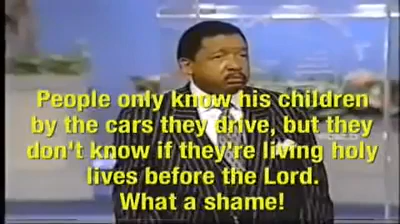 People only know his children
by the cars they drive, but they
don't know if they're living holy
lives before the Lord.
What a shame!